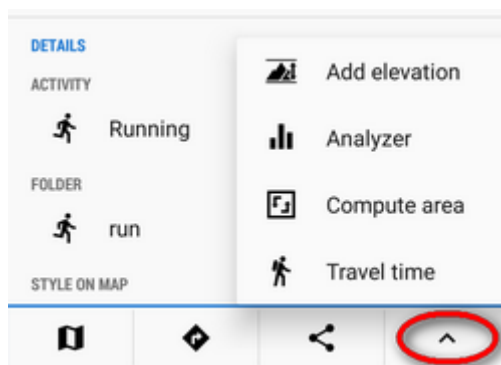 DETAILS
ACTIVITY
Running
FOLDER
run
STYLE ON MAP
Add elevation
Analyzer
Compute area
Travel time